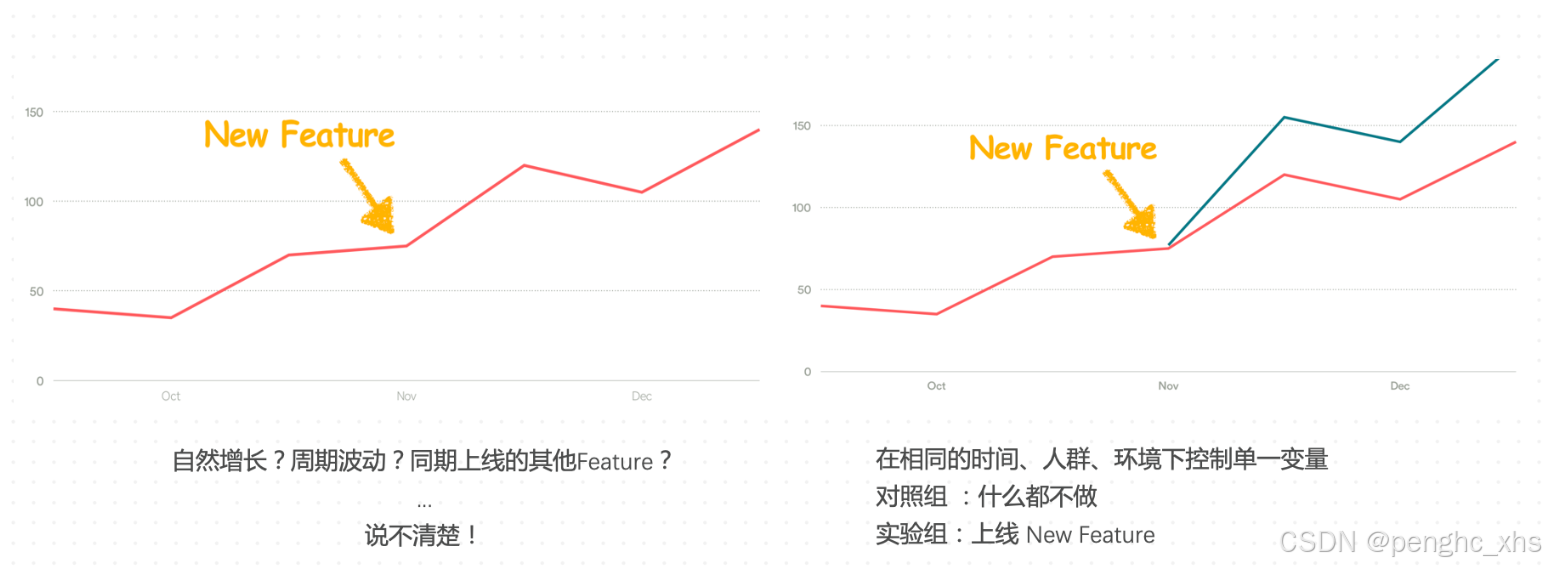 New Feature
150
100
50
0
Oct
Nov
Dec
自然增长？周期波动？同期上线的其他Feature？
...
说不清楚！
New Feature
150
100
50
0
Oct
Nov
Dec
在相同的时间、人群、环境下控制单一变量
对照组 ：什么都不做
实验组：上线 New Feature
CSDN @penghc_xhs